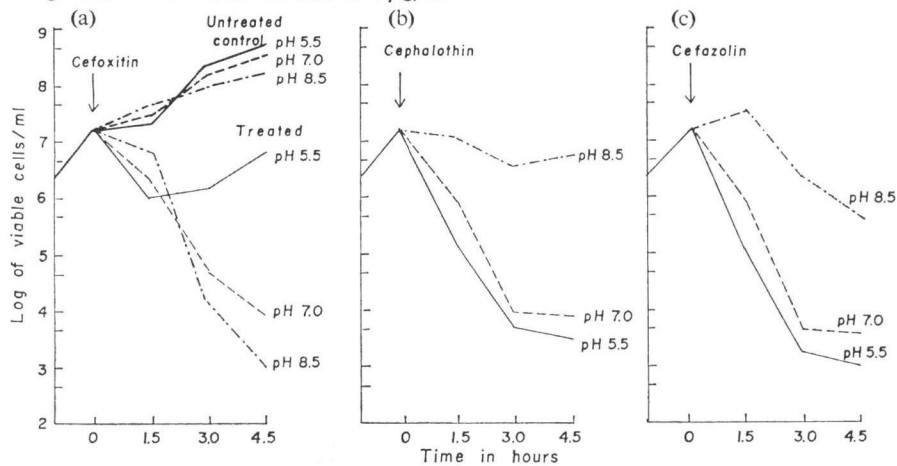 (a)
Untreated
control
pH 5.5
pH 7.0
pH 8.5
Cefoxitin
Treated
pH 5.5
pH 7.0
pH 8.5
(b)
Cephalothin
pH 8.5
pH 7.0
pH 5.5
(c)
Cefazolin
pH 8.5
pH 7.0
pH 5.5
Log of viable cells/ml
9
8
7
6
5
4
3
2
0 1.5 3.0 4.5
0 1.5 3.0 4.5
0 1.5 3.0 4.5
Time in hours